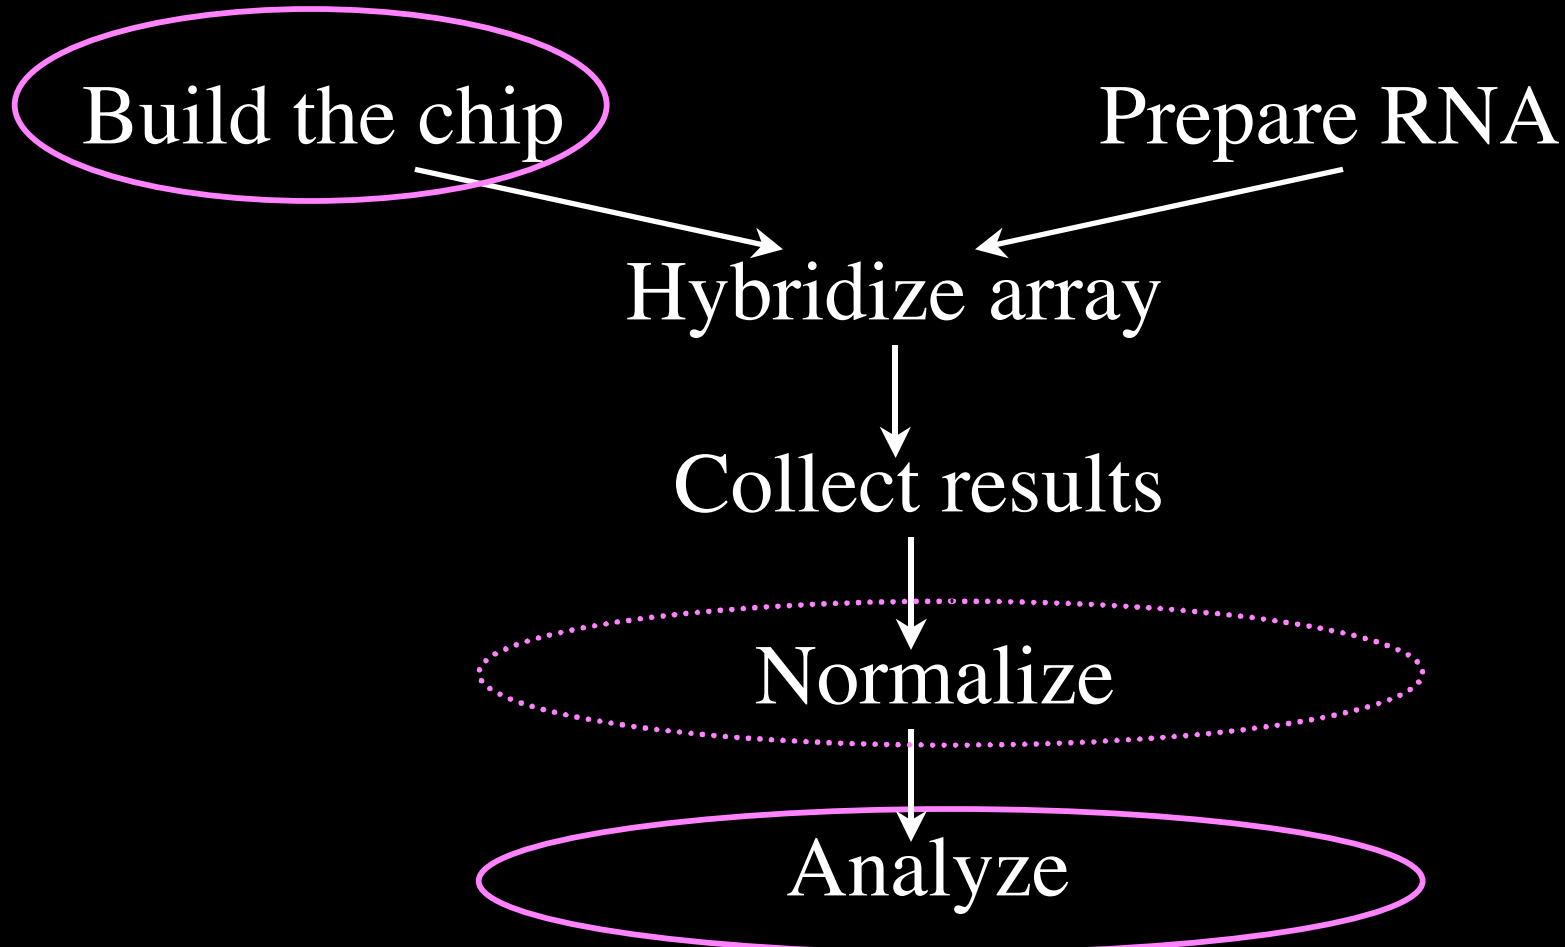 Build the chip
Prepare RNA
Hybridize array
Collect results
Normalize
Analyze